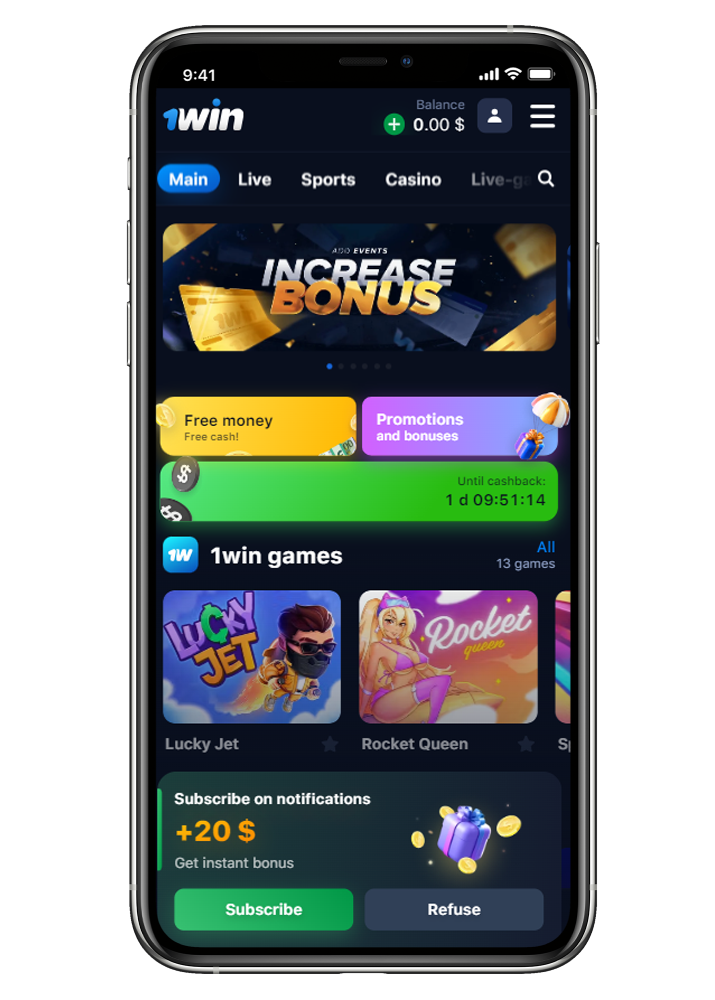 9:41
1win
Balance
0.00 $
Main Live Sports Casino Live-ga
ADD EVENTS
INCREASE
BONUS
Free money
Free cash!
Promotions
and bonuses
Until cashback:
1 d 09:51:14
1W 1win games
All
13 games
LUCKY
JET
Rocket
queen
Lucky Jet
Rocket Queen
Sp
Subscribe on notifications
+20 $
Get instant bonus
Subscribe
Refuse